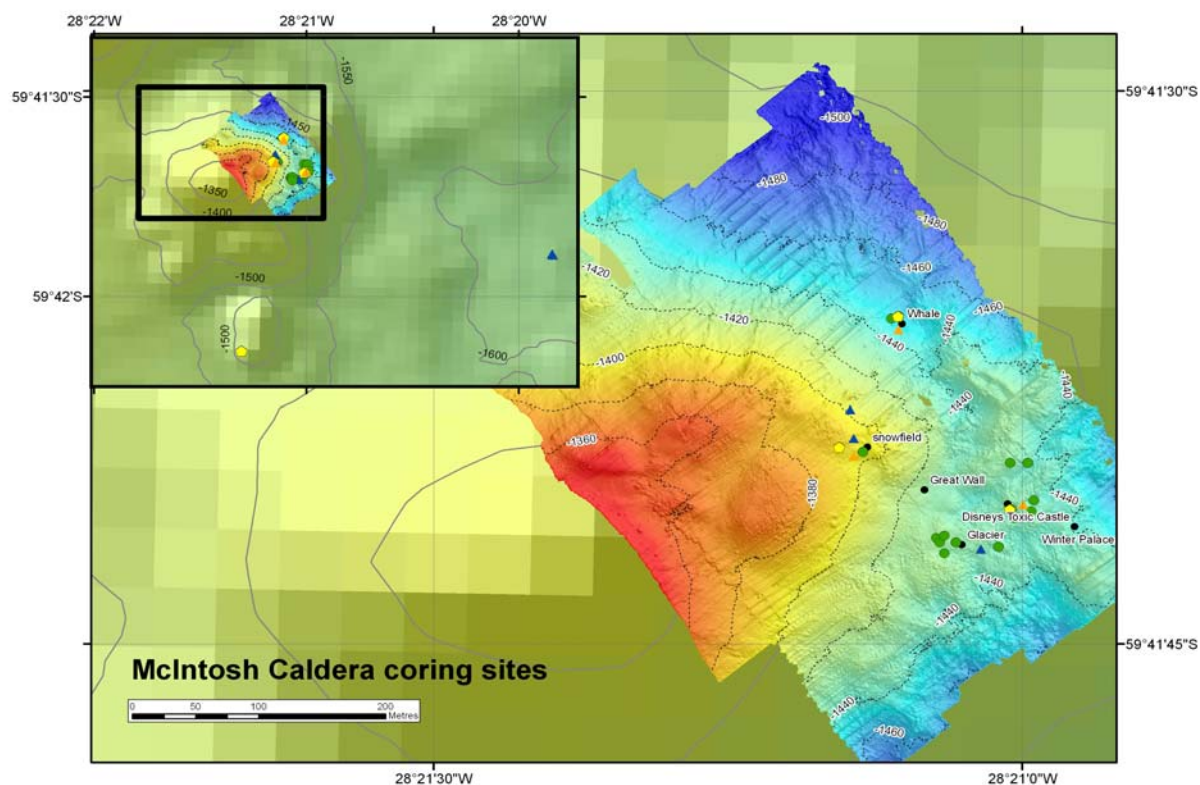 28°22'W
28°21'W
28°20'W
59°41'30"S
59°42'S
-1550
-1450
-1350
-1400
-1500
-1500
-1600
59°41'30"S
-1500
-1480
-1480
-1460
-1460
-1420
-1420
-1440
-1440
Whale
-1400
-1440
-1440
-1360
snowfield
-1380
Great Wall
-1440
Disneys Toxic Castle
Winter Palace
Glacier
-1440
-1440
-1440
-1460
59°41'45"S
McIntosh Caldera coring sites
0 50 100 200
Metres
28°21'30"W
28°21'0"W